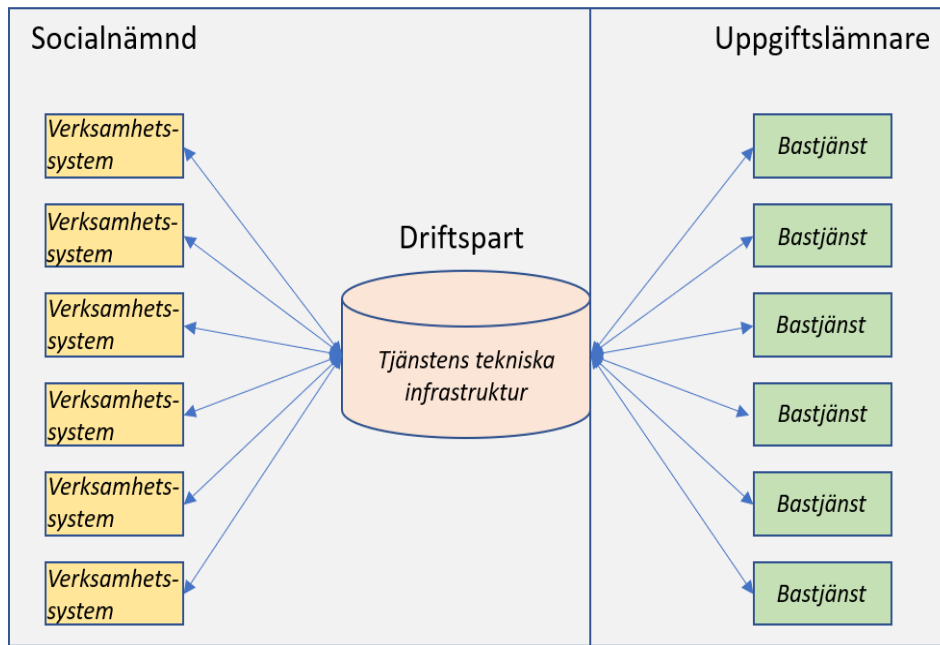 Socialnämnd
Verksamhets-
system
Verksamhets-
system
Verksamhets-
system
Verksamhets-
system
Verksamhets-
system
Verksamhets-
system
Driftspart
Tjänstens tekniska
infrastruktur
Uppgiftslämnare
Bastjänst
Bastjänst
Bastjänst
Bastjänst
Bastjänst
Bastjänst